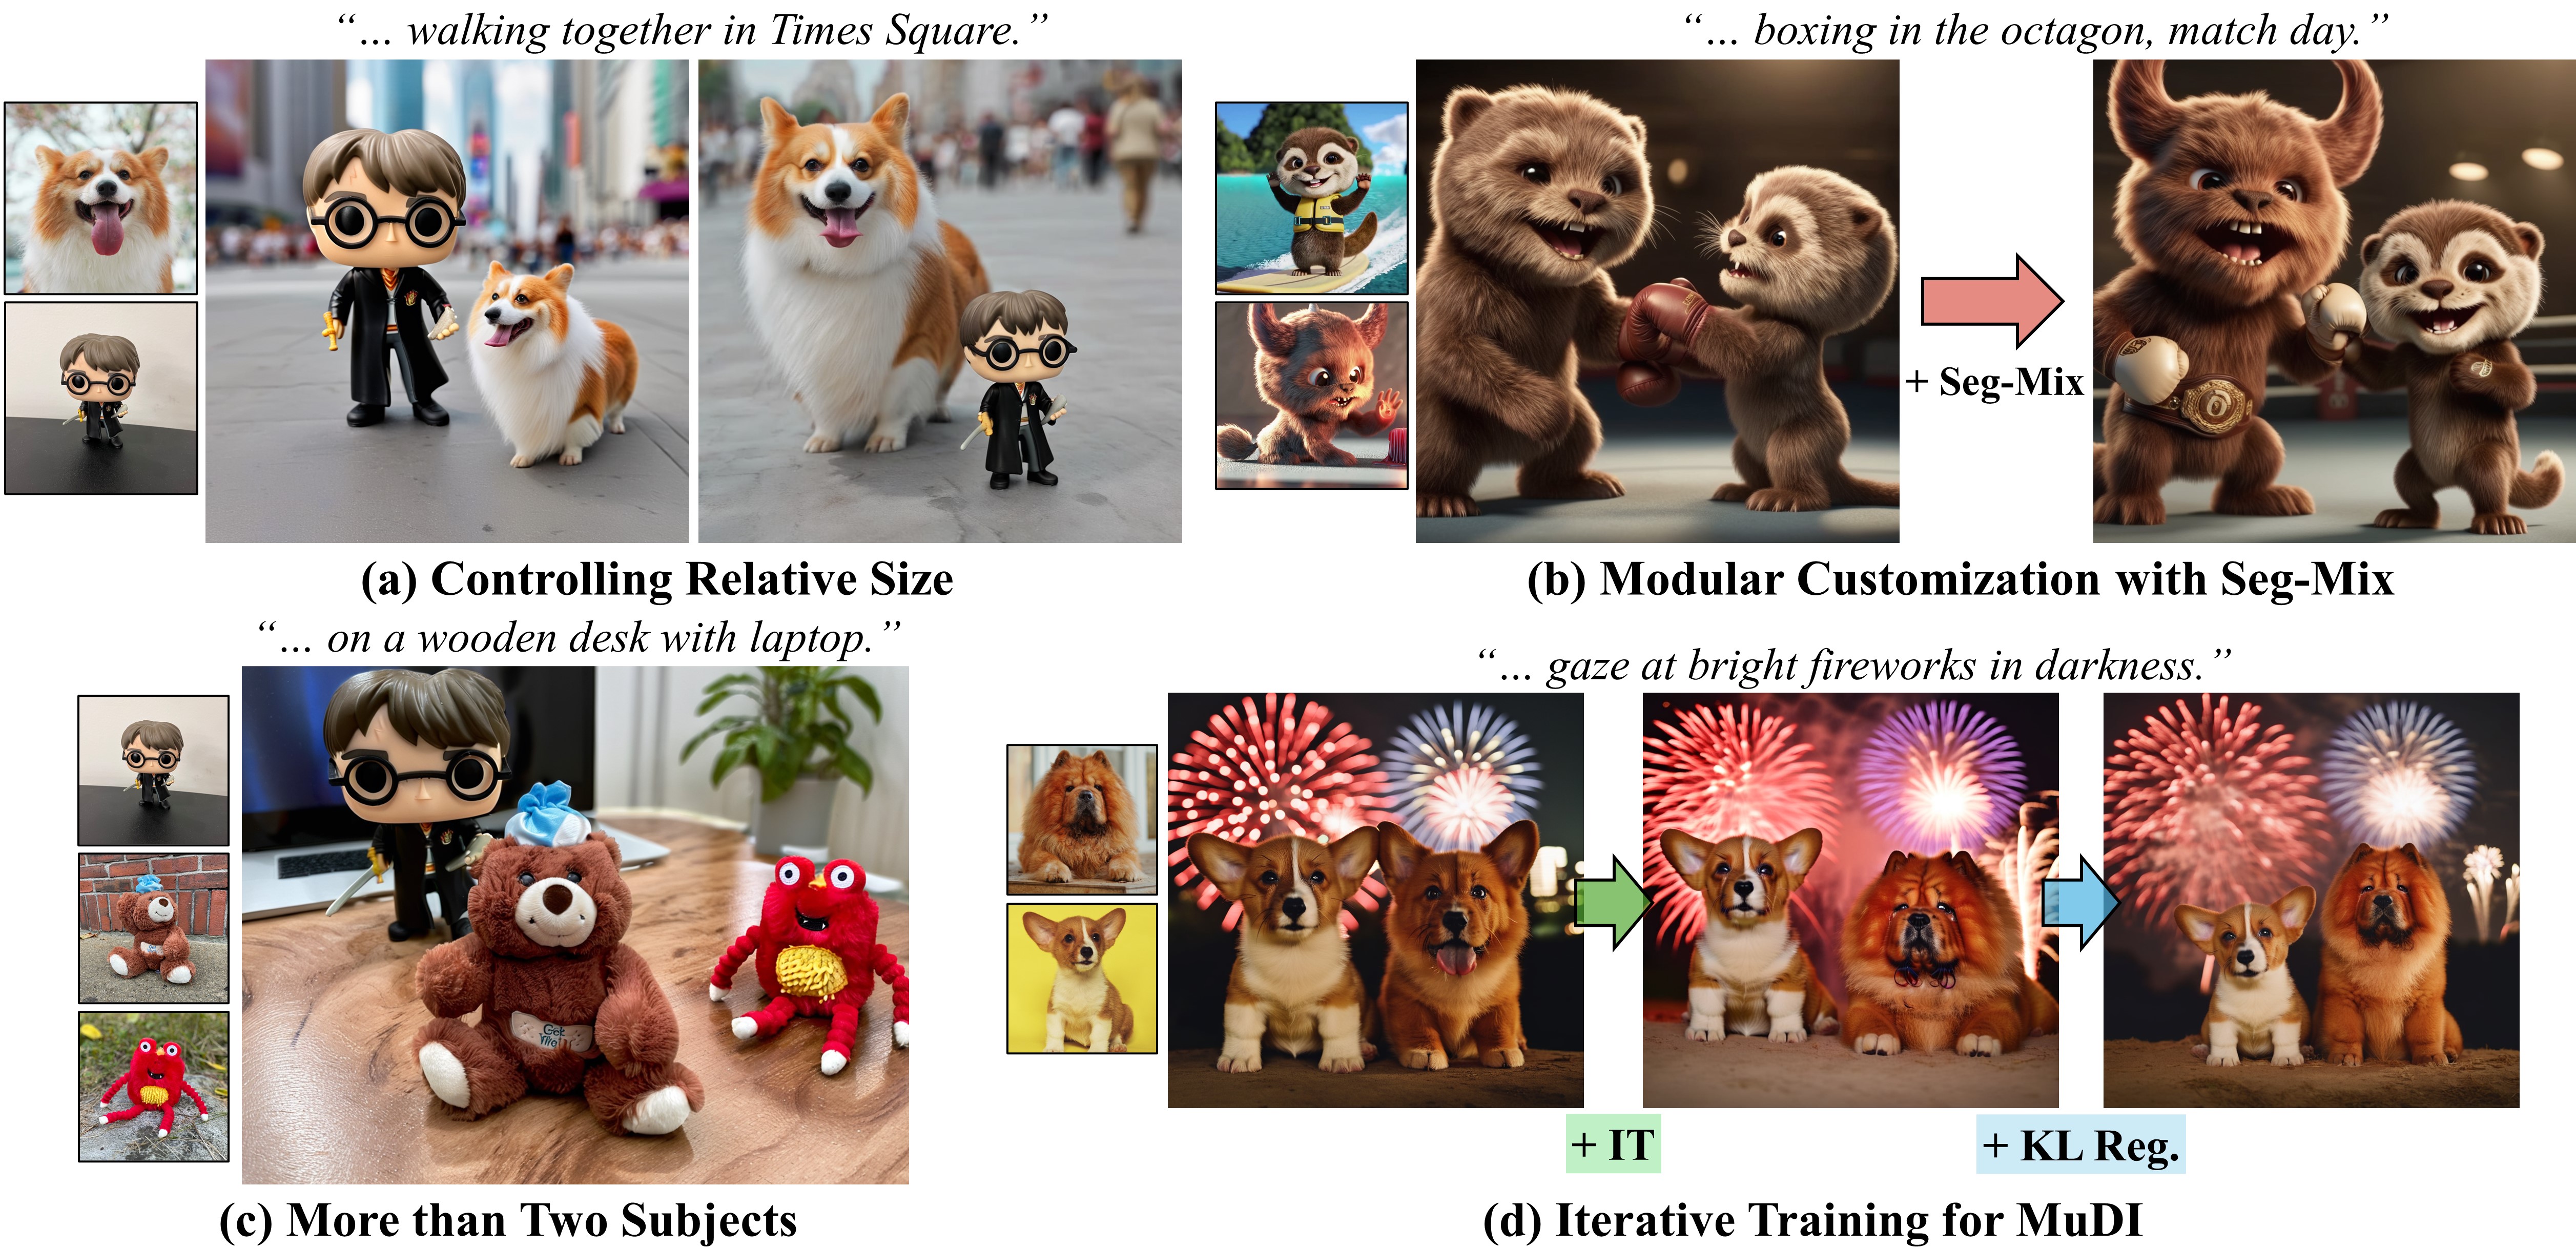 “... walking together in Times Square.”
“... boxing in the octagon, match day.”
+ Seg-Mix
(a) Controlling Relative Size
(b) Modular Customization with Seg-Mix
“... on a wooden desk with laptop.”
“... gaze at bright fireworks in darkness.”
+ IT
+ KL Reg.
(c) More than Two Subjects
(d) Iterative Training for MuDI